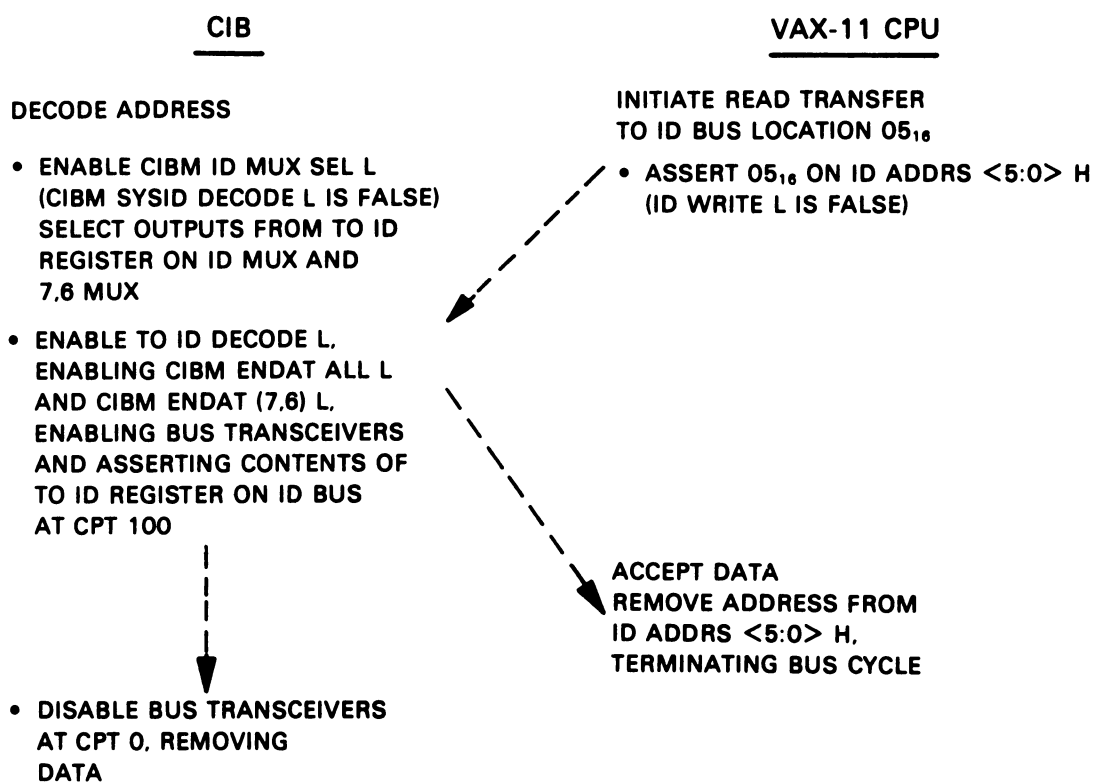 CIB
DECODE ADDRESS
• ENABLE CIBM ID MUX SEL L
(CIBM SYSID DECODE L IS FALSE)
SELECT OUTPUTS FROM TO ID
REGISTER ON ID MUX AND
7,6 MUX
• ENABLE TO ID DECODE L,
ENABLING CIBM ENDAT ALL L
AND CIBM ENDAT (7,6) L,
ENABLING BUS TRANSCEIVERS
AND ASSERTING CONTENTS OF
TO ID REGISTER ON ID BUS
AT CPT 100
• DISABLE BUS TRANSCEIVERS
AT CPT 0, REMOVING
DATA
VAX-11 CPU
INITIATE READ TRANSFER
TO ID BUS LOCATION 05₁₆
• ASSERT 05₁₆ ON ID ADDRS <5:0> H
(ID WRITE L IS FALSE)
ACCEPT DATA
REMOVE ADDRESS FROM
ID ADDRS <5:0> H,
TERMINATING BUS CYCLE